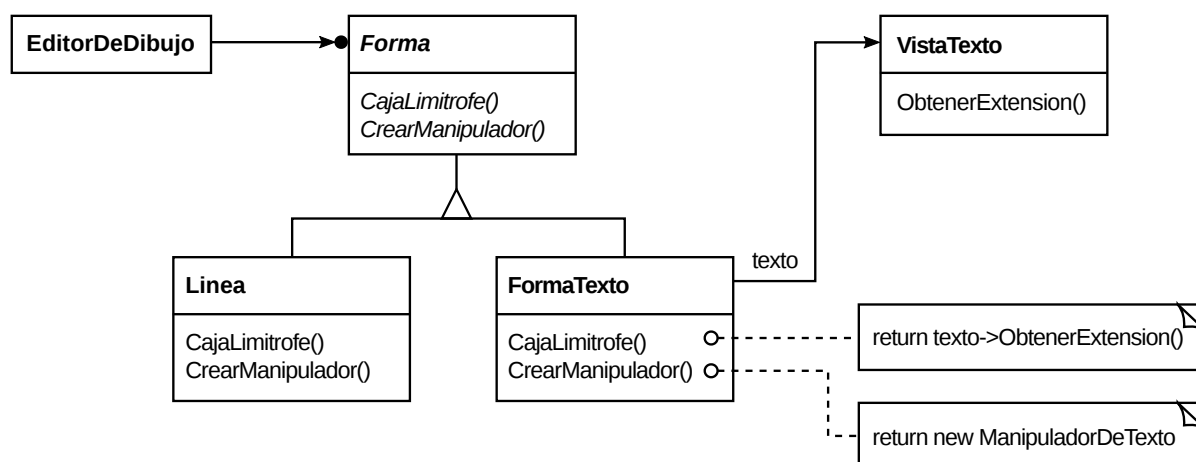 EditorDeDibujo
Forma
CajaLimitrofe()
CrearManipulador()
VistaTexto
ObtenerExtension()
texto
Linea
CajaLimitrofe()
CrearManipulador()
FormaTexto
CajaLimitrofe()
CrearManipulador()
return texto->ObtenerExtension()
return new ManipuladorDeTexto